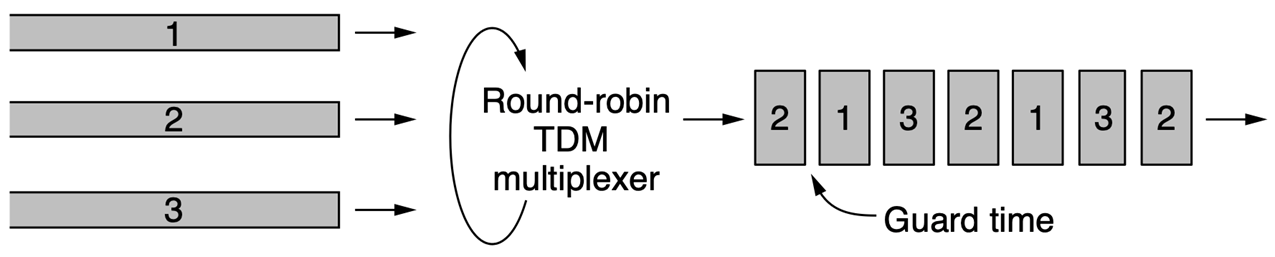 1
2
3
Round-robin
TDM
multiplexer
2 1 3 2 1 3 2
Guard time